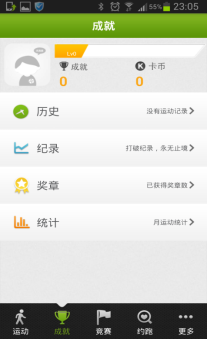 55% 23:05
成就
Lv0
成就 K 卡币
0 0
历史 没有运动记录
纪录 打破纪录，永无止境
奖章 已获得奖章数
统计 月运动统计
运动 成就 竞赛 约跑 更多